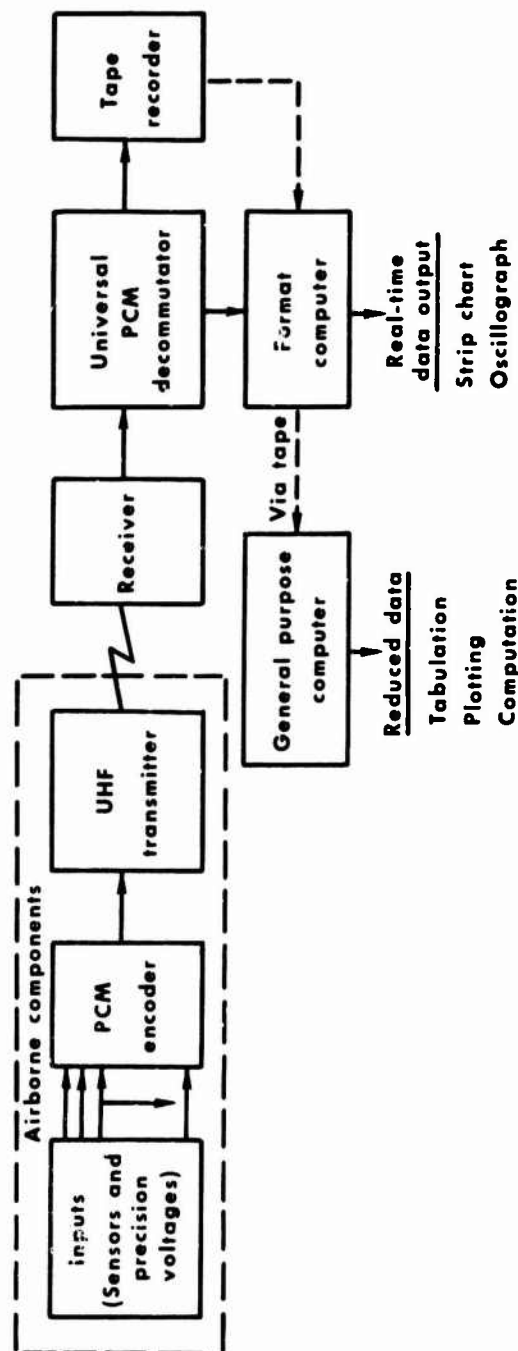 Airborne components
inputs
(Sensors and
precision
voltages)
PCM
encoder
UHF
transmitter
Receiver
Universal
PCM
decommutator
Tape
recorder
General purpose
computer
Via tape
Format
computer
Reduced data
Tabulation
Plotting
Computation
Real-time
data output
Strip chart
Oscillograph